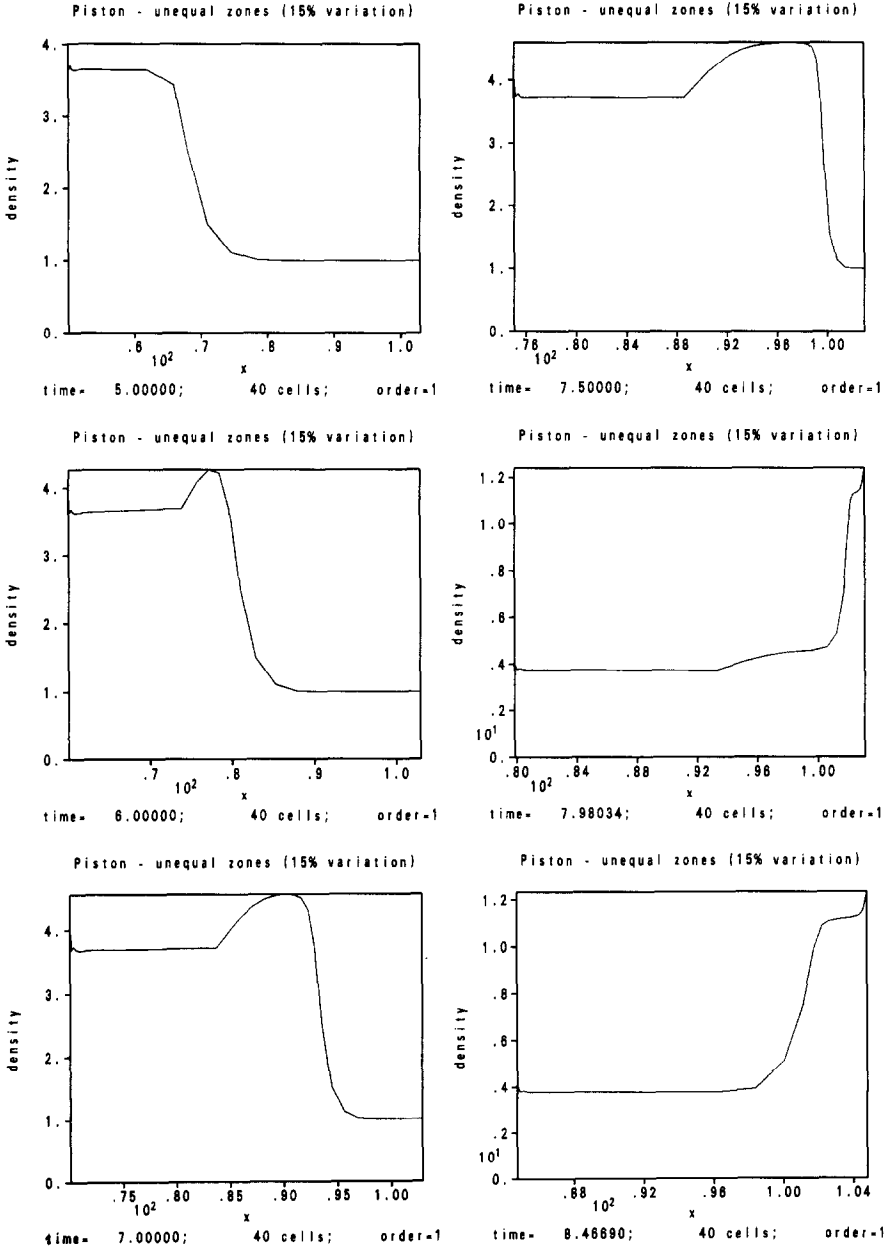 Piston - unequal zones (15% variation)
4.
3.
2.
1.
0.
density
.6 .7 .8 .9 1.0
10²
x
time= 5.00000; 40 cells; order=1
Piston - unequal zones (15% variation)
4.
3.
2.
1.
0.
density
.76 .80 .84 .88 .92 .96 1.00
10²
x
time= 7.50000; 40 cells; order=1
Piston - unequal zones (15% variation)
4.
3.
2.
1.
0.
density
.7 .8 .9 1.0
10²
x
time= 6.00000; 40 cells; order=1
Piston - unequal zones (15% variation)
1.2
1.0
.8
.6
.4
.2
10¹
0.
density
.80 .84 .88 .92 .96 1.00
10²
x
time= 7.98034; 40 cells; order=1
Piston - unequal zones (15% variation)
4.
3.
2.
1.
0.
density
.75 .80 .85 .90 .95 1.00
10²
x
time= 7.00000; 40 cells; order=1
Piston - unequal zones (15% variation)
1.2
1.0
.8
.6
.4
.2
10¹
0.
density
.88 .92 .96 1.00 1.04
10²
x
time= 8.46690; 40 cells; order=1